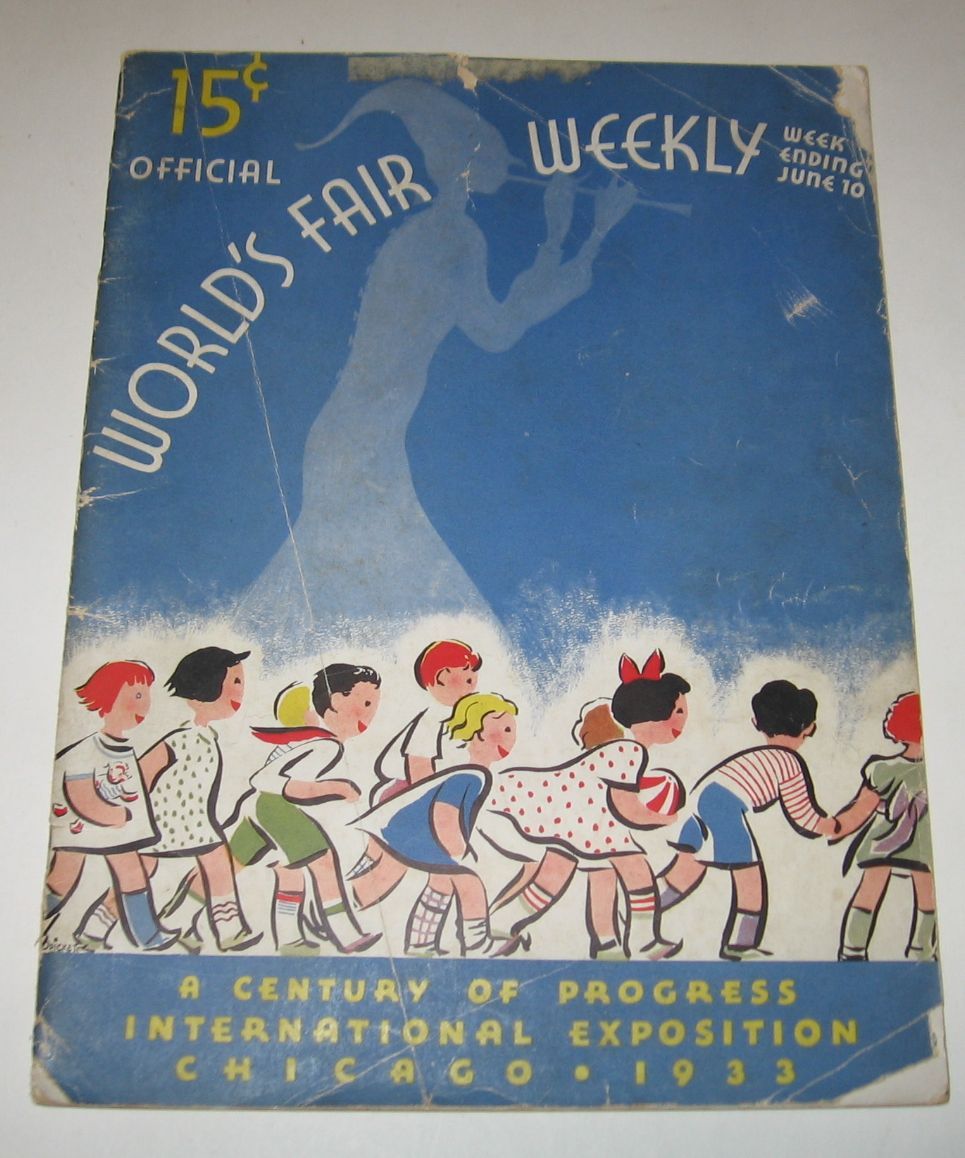 15¢
OFFICIAL
WORLD'S FAIR WEEKLY
WEEK
ENDING
JUNE 10
A CENTURY OF PROGRESS
INTERNATIONAL EXPOSITION
CHICAGO • 1933